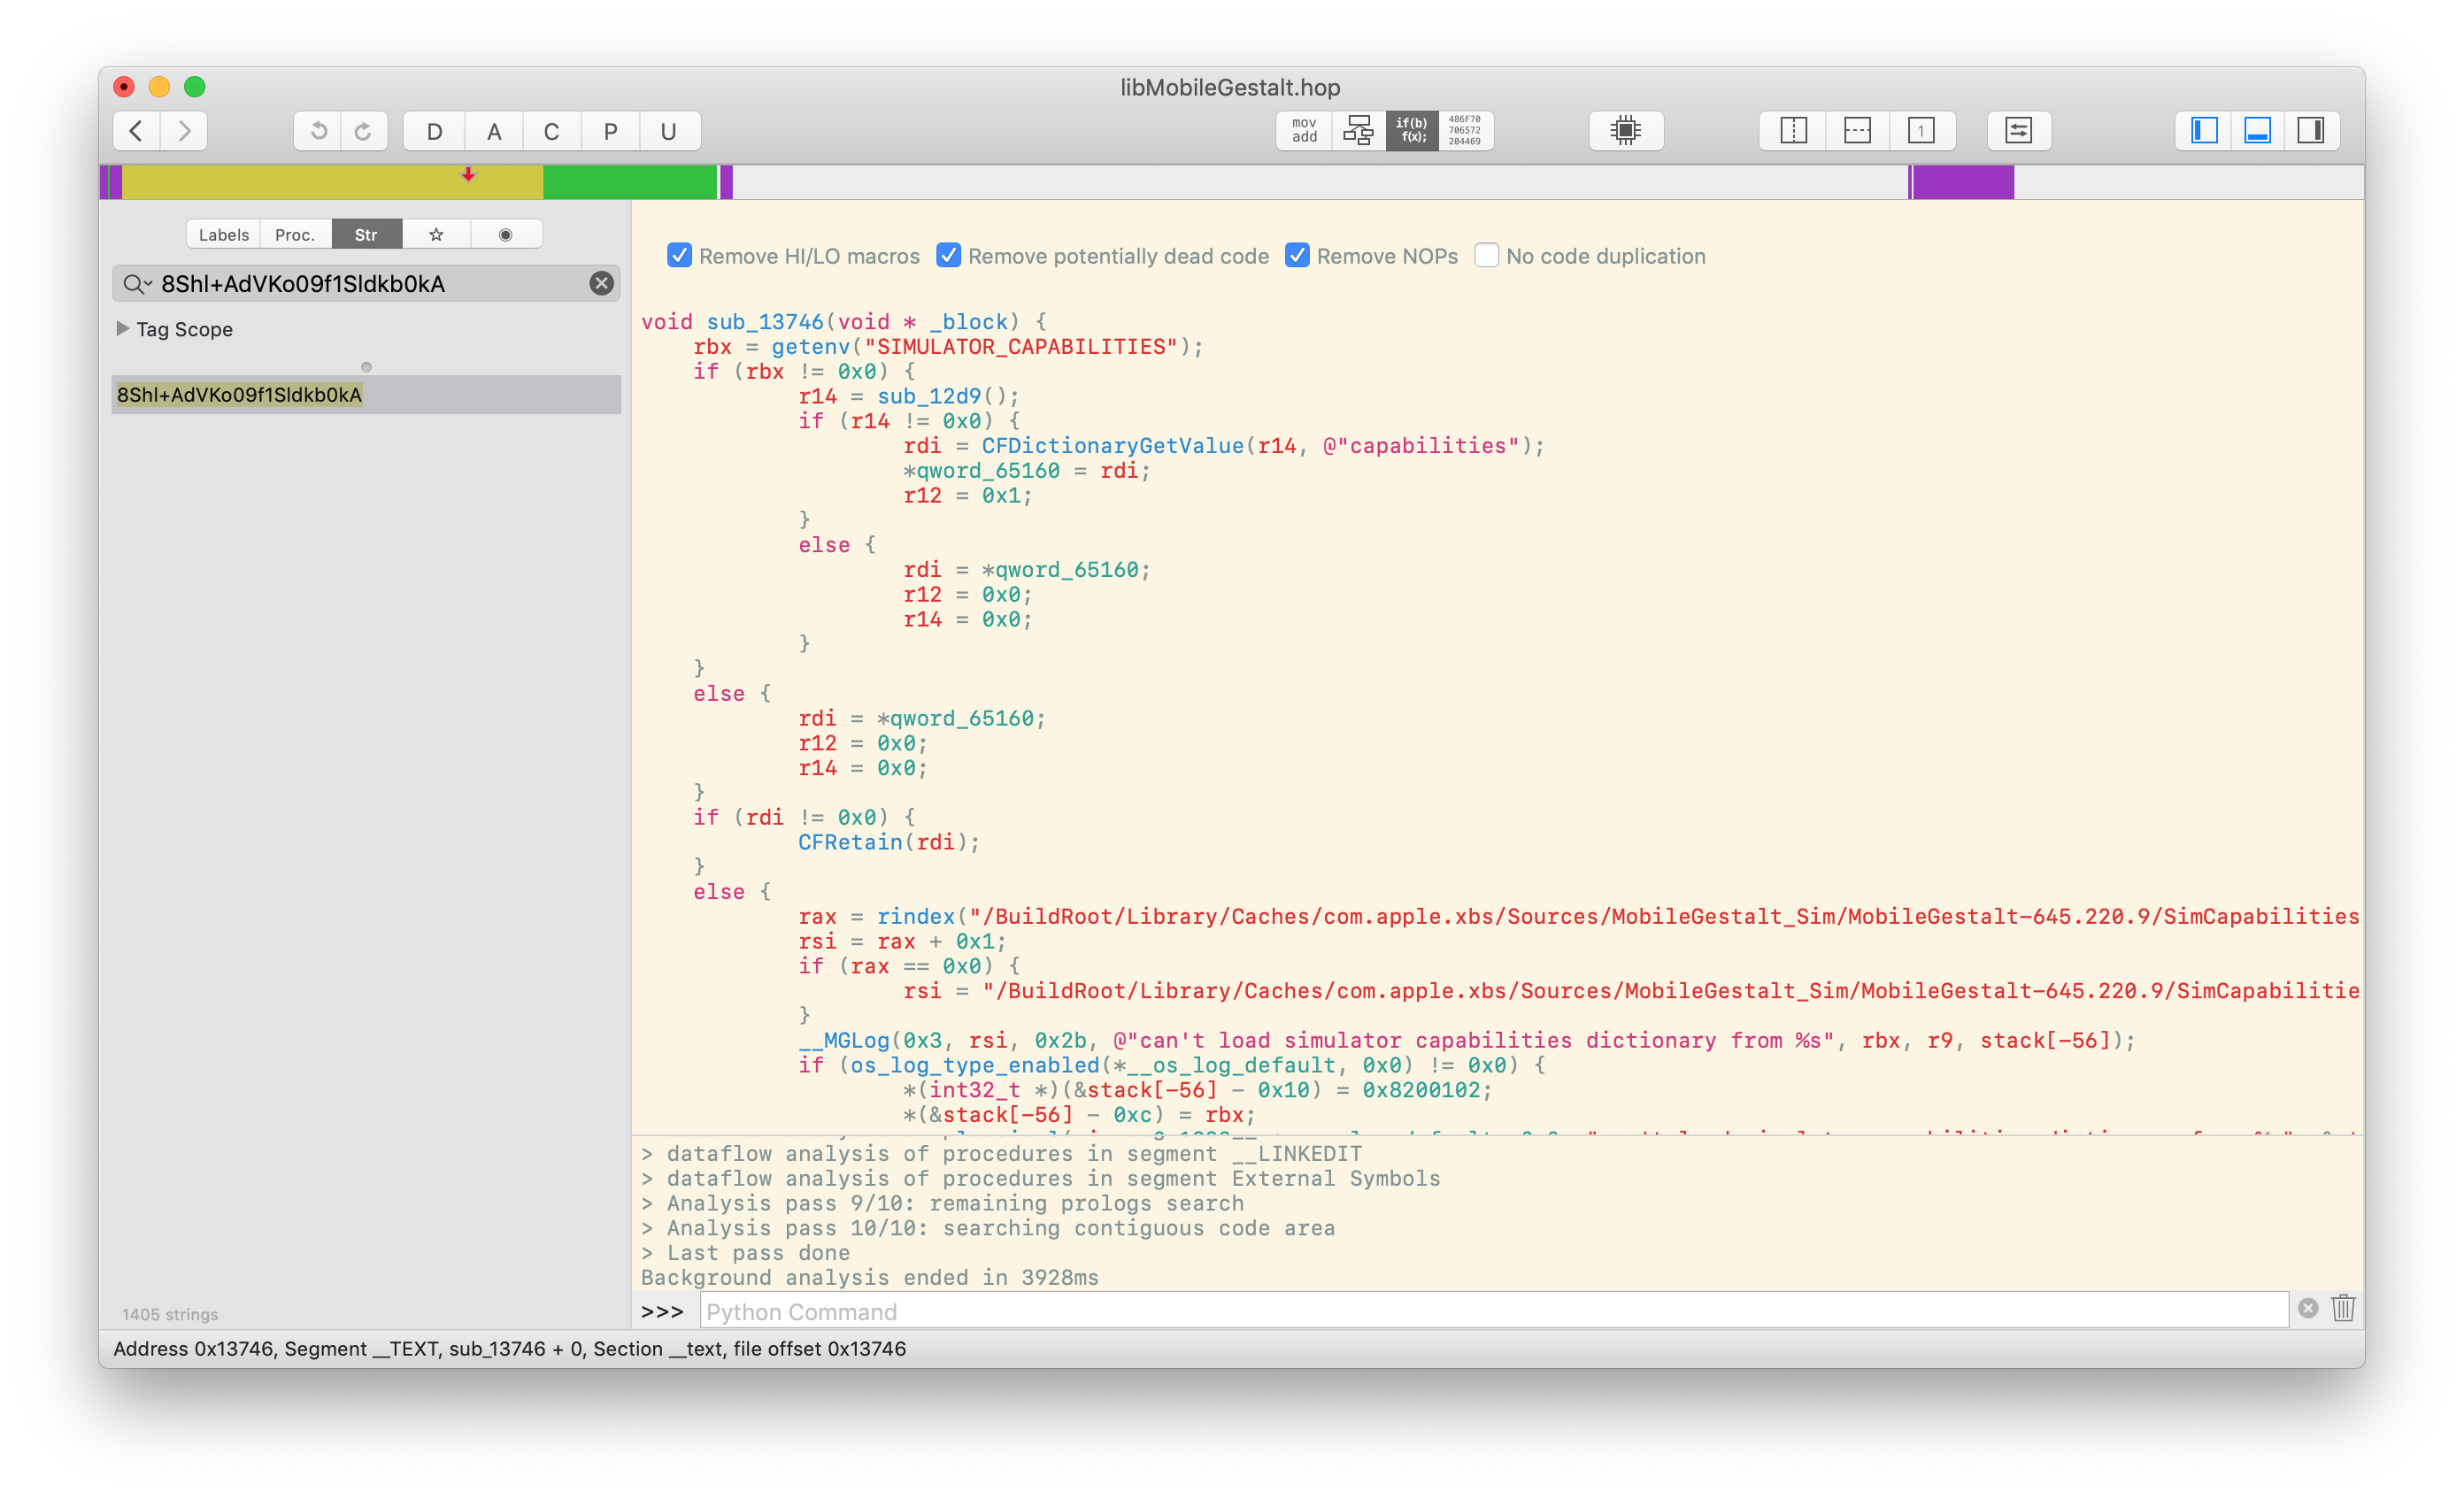 libMobileGestalt.hop
D A C P U
mov add
if(b) f(x);
486F70 706572 204469
1
Labels Proc. Str
8Shl+AdVKo09f1Sldkb0kA
Tag Scope
8Shl+AdVKo09f1Sldkb0kA
1405 strings
Remove HI/LO macros Remove potentially dead code Remove NOPs No code duplication
void sub_13746(void * _block) {
    rbx = getenv("SIMULATOR_CAPABILITIES");
    if (rbx != 0x0) {
            r14 = sub_12d9();
            if (r14 != 0x0) {
                    rdi = CFDictionaryGetValue(r14, @"capabilities");
                    *qword_65160 = rdi;
                    r12 = 0x1;
            }
            else {
                    rdi = *qword_65160;
                    r12 = 0x0;
                    r14 = 0x0;
            }
    }
    else {
            rdi = *qword_65160;
            r12 = 0x0;
            r14 = 0x0;
    }
    if (rdi != 0x0) {
            CFRetain(rdi);
    }
    else {
            rax = rindex("/BuildRoot/Library/Caches/com.apple.xbs/Sources/MobileGestalt_Sim/MobileGestalt-645.220.9/SimCapabilities
            rsi = rax + 0x1;
            if (rax == 0x0) {
                    rsi = "/BuildRoot/Library/Caches/com.apple.xbs/Sources/MobileGestalt_Sim/MobileGestalt-645.220.9/SimCapabilitie
            }
            __MGLog(0x3, rsi, 0x2b, @"can't load simulator capabilities dictionary from %s", rbx, r9, stack[-56]);
            if (os_log_type_enabled(*__os_log_default, 0x0) != 0x0) {
                    *(int32_t *)(&stack[-56] - 0x10) = 0x8200102;
                    *(&stack[-56] - 0xc) = rbx;
> dataflow analysis of procedures in segment __LINKEDIT
> dataflow analysis of procedures in segment External Symbols
> Analysis pass 9/10: remaining prologs search
> Analysis pass 10/10: searching contiguous code area
> Last pass done
Background analysis ended in 3928ms
>>> Python Command
Address 0x13746, Segment __TEXT, sub_13746 + 0, Section __text, file offset 0x13746